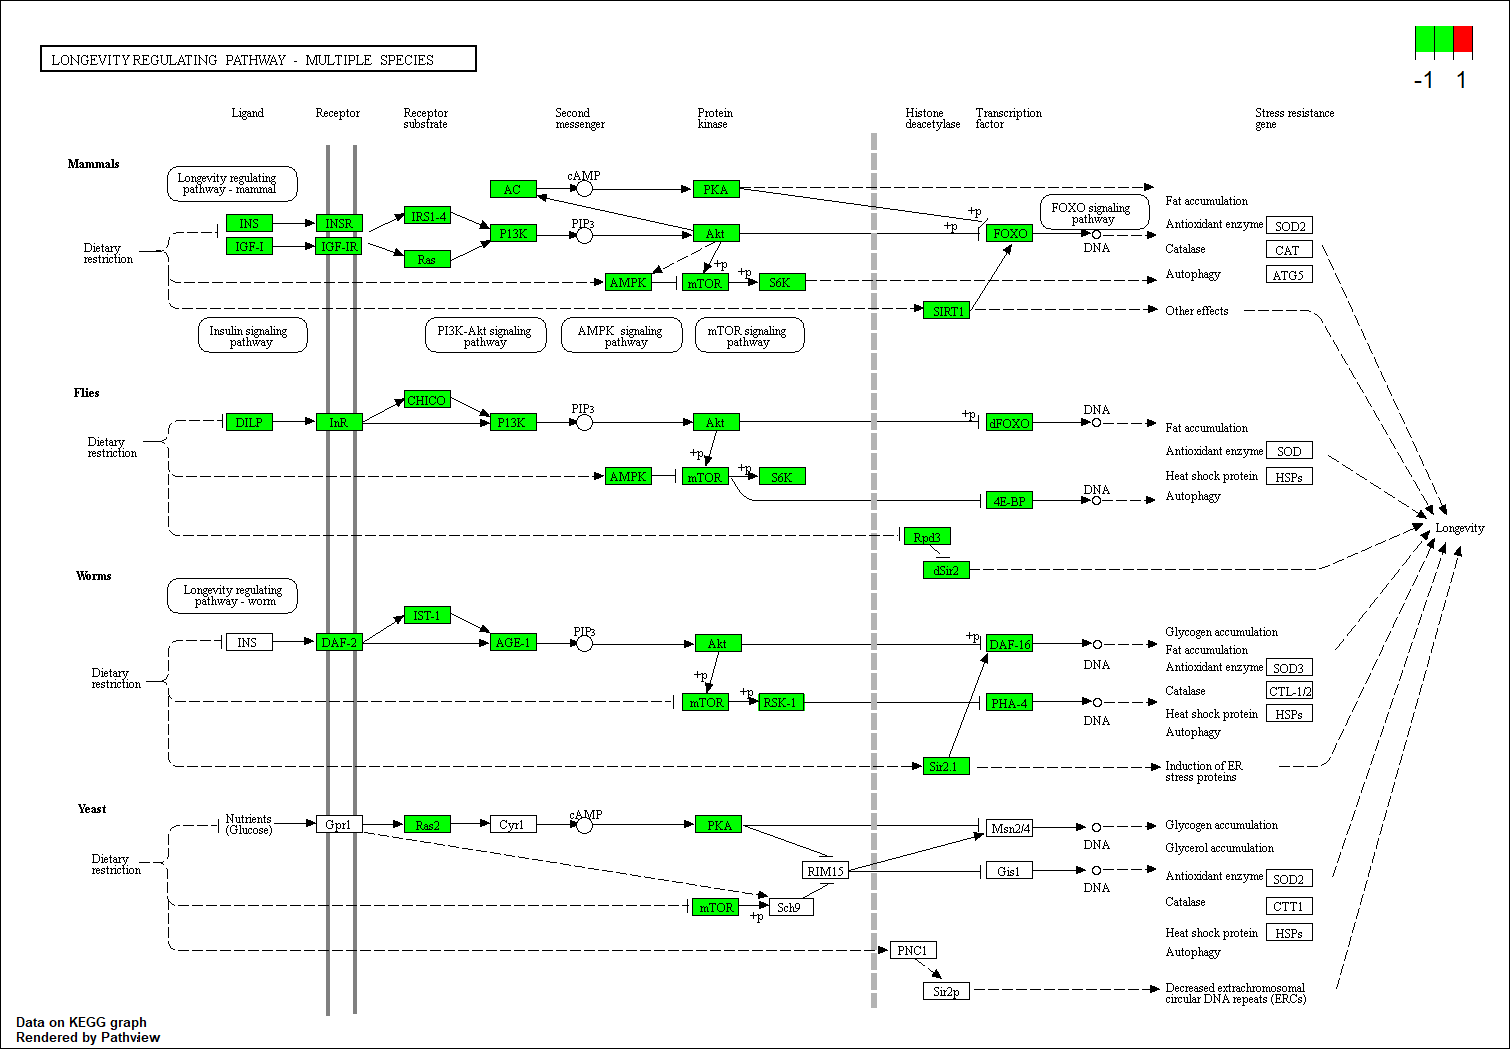 LONGEVITY REGULATING PATHWAY - MULTIPLE SPECIES
-1 1
Ligand
Receptor
Receptor
substrate
Second
messenger
Protein
kinase
Histone
deacetylase
Transcription
factor
Stress resistance
gene
Mammals
Longevity regulating
pathway - mammal
Dietary
restriction
INS
IGF-I
INSR
IGF-IR
IRS1-4
Ras
AC
P13K
cAMP
PIP3
PKA
Akt
AMPK
+p
mTOR
+p
S6K
SIRT1
+p
+p
FOXO
FOXO signaling
pathway
DNA
Fat accumulation
Antioxidant enzyme
SOD2
Catalase
CAT
Autophagy
ATG5
Other effects
Insulin signaling
pathway
PI3K-Akt signaling
pathway
AMPK signaling
pathway
mTOR signaling
pathway
Flies
Dietary
restriction
DILP
InR
CHICO
P13K
PIP3
Akt
+p
AMPK
mTOR
+p
S6K
+p
dFOXO
DNA
4E-BP
DNA
Rpd3
dSir2
Fat accumulation
Antioxidant enzyme
SOD
Heat shock protein
HSPs
Autophagy
Longevity
Worms
Longevity regulating
pathway - worm
Dietary
restriction
INS
DAF-2
IST-1
AGE-1
PIP3
Akt
+p
mTOR
+p
RSK-1
+p
DAF-16
DNA
PHA-4
DNA
Sir2.1
Glycogen accumulation
Fat accumulation
Antioxidant enzyme
SOD3
Catalase
CTL-1/2
Heat shock protein
HSPs
Autophagy
Induction of ER
stress proteins
Yeast
Dietary
restriction
Nutrients
(Glucose)
Gpr1
Ras2
Cyr1
cAMP
PKA
RIM15
mTOR
+p
Sch9
Msn2/4
DNA
Gis1
DNA
PNC1
Sir2p
Glycogen accumulation
Glycerol accumulation
Antioxidant enzyme
SOD2
Catalase
CTT1
Heat shock protein
HSPs
Autophagy
Decreased extrachromosomal
circular DNA repeats (ERCs)
Data on KEGG graph
Rendered by Pathview